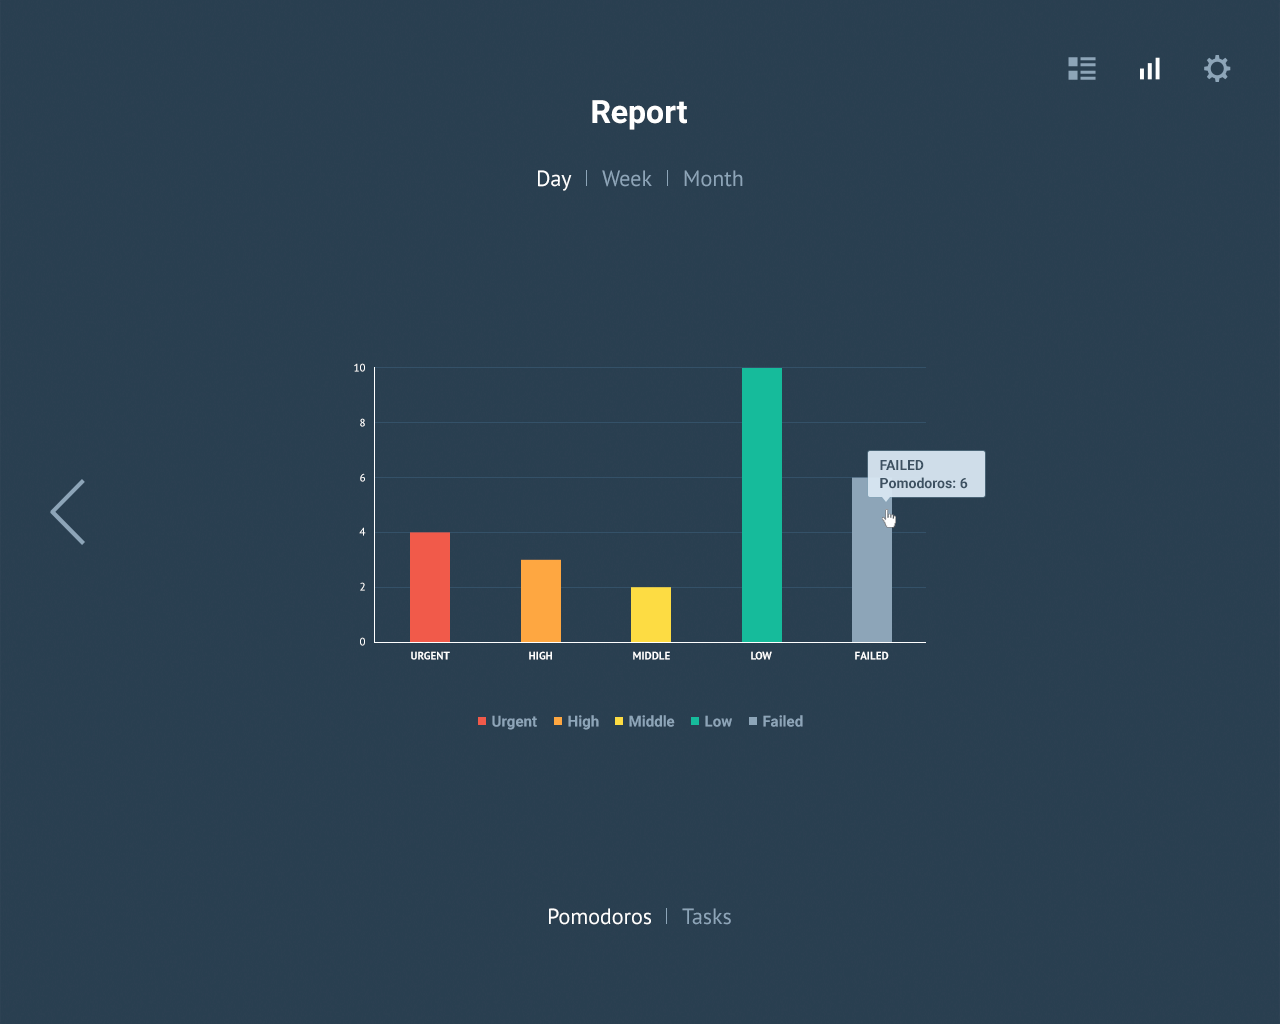 Report
Day | Week | Month
10
8
6
4
2
0
FAILED
Pomodoros: 6
URGENT HIGH MIDDLE LOW FAILED
Urgent High Middle Low Failed
Pomodoros | Tasks